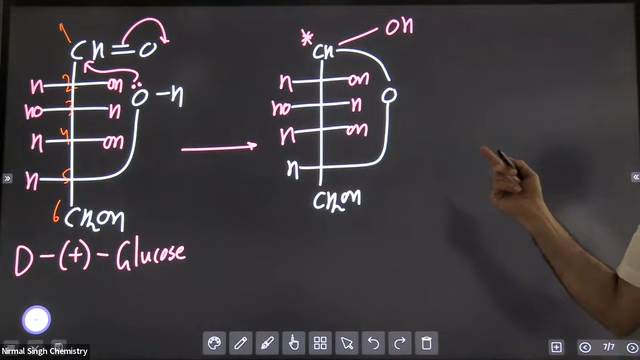 1
CH=O
H 2 OH
HO 3 H
H 4 OH
H 5
O-H
6 CH2OH
D-(+)-Glucose
* CH OH
H OH
HO H
H OH
H
O
CH2OH
Nirmal Singh Chemistry
7/7